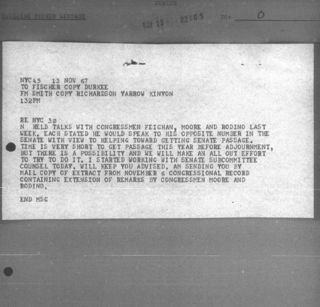 NYC45 13 NOV 67
TO FISCHER COPY DURKEE
FM SMITH COPY RICHARDSON YARROW KINYON
132PM
RE NYC 38
N HELD TALKS WITH CONGRESSMEN FEIGHAN, MOORE AND RODINO LAST
WEEK, EACH STATED HE WOULD SPEAK TO HIS OPPOSITE NUMBER IN THE
SENATE WITH VIEW TO HELPING TOWARD GETTING SENATE PASSAGE.
TIME IS VERY SHORT TO GET PASSAGE THIS YEAR BEFORE ADJOURNMENT,
BUT THERE IS A POSSIBILITY AND WE WILL MAKE AN ALL OUT EFFORT
TO TRY TO DO IT. I STARTED WORKING WITH SENATE SUBCOMMITTEE
COUNSEL TODAY. WILL KEEP YOU ADVISED. AM SENDING YOU BY
MAIL COPY OF EXTRACT FROM NOVEMBER 6 CONGRESSIONAL RECORD
CONTAINING EXTENSION OF REMARKS BY CONGRESSMEN MOORE AND
RODINO.
END MSG